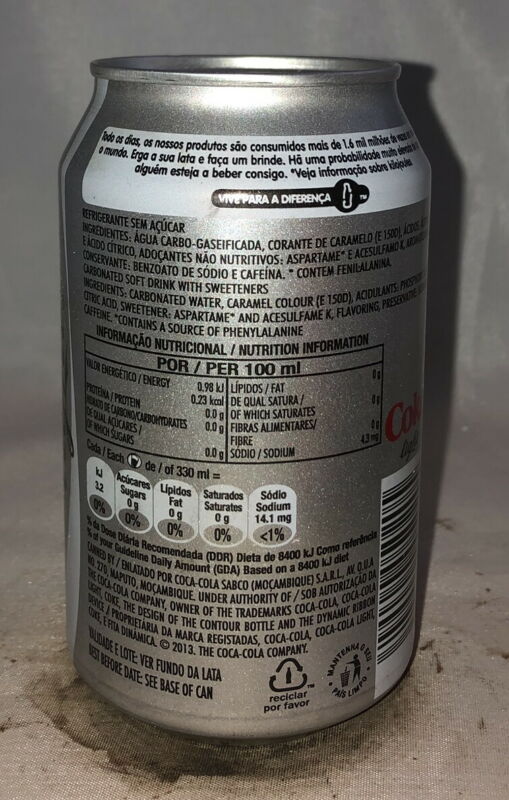 Todo os dias, os nossos produtos são consumidos mais de 1.6 mil milhões de vezes
o mundo. Erga a sua lata e faça um brinde. Há uma probabilidade muito
alguém esteja a beber consigo. *Veja informação sobre kilojoules
VIVE PARA A DIFERENÇA TM
REFRIGERANTE SEM AÇÚCAR
INGREDIENTES: ÁGUA CARBO-GASEIFICADA, CORANTE DE CARAMELO (E 150D), ÁCIDOS,
E ÁCIDO CÍTRICO, ADOÇANTES NÃO NUTRITIVOS: ASPARTAME* E ACESULFAMO K,
CONSERVANTE: BENZOATO DE SÓDIO E CAFEÍNA. * CONTEM FENILALANINA.
CARBONATED SOFT DRINK WITH SWEETENERS
INGREDIENTS: CARBONATED WATER, CARAMEL COLOUR (E 150D), ACIDULANTS:
CITRIC ACID, SWEETENER: ASPARTAME* AND ACESULFAME K, FLAVORING,
CAFFEINE. *CONTAINS A SOURCE OF PHENYLALANINE
INFORMAÇÃO NUTRICIONAL / NUTRITION INFORMATION
POR / PER 100 ml
VALOR ENERGÉTICO / ENERGY 0.98 kJ
0.23 kcal
PROTEÍNA / PROTEIN 0.0 g
HIDRATO DE CARBONO/CARBOHYDRATES 0.0 g
DE QUAL AÇÚCARES /
OF WHICH SUGARS 0.0 g
LÍPIDOS / FAT 0 g
DE QUAL SATURA /
OF WHICH SATURATES 0 g
FIBRAS ALIMENTARES/
FIBRE 0 g
SÓDIO / SODIUM 4.3 mg
Coke
light
Cada / Each de / of 330 ml =
kJ
3.2
0%
Açúcares
Sugars
0 g
0%
Lípidos
Fat
0 g
0%
Saturados
Saturates
0 g
0%
Sódio
Sodium
14.1 mg
<1%
% da Dose Diária Recomendada (DDR) Dieta de 8400 kJ Como referência
% of your Guideline Daily Amount (GDA) Based on a 8400 kJ diet
CANNED BY / ENLATADO POR COCA-COLA SABCO (MOÇAMBIQUE) S.A.R.L., AV. O.U.A
NO. 270, MAPUTO, MOÇAMBIQUE. UNDER AUTHORITY OF / SOB AUTORIZAÇÃO DA
THE COCA-COLA COMPANY, OWNER OF THE TRADEMARKS COCA-COLA, COCA-COLA
LIGHT, COKE, THE DESIGN OF THE CONTOUR BOTTLE AND THE DYNAMIC RIBBON
DEVICE / PROPRIETÁRIA DA MARCA REGISTADAS, COCA-COLA, COCA-COLA LIGHT,
COKE, E FITA DINÂMICA. © 2013. THE COCA-COLA COMPANY.
VALIDADE E LOTE: VER FUNDO DA LATA
BEST BEFORE DATE: SEE BASE OF CAN
reciclar
por favor
MANTENHA O SEU
PAÍS LIMPO